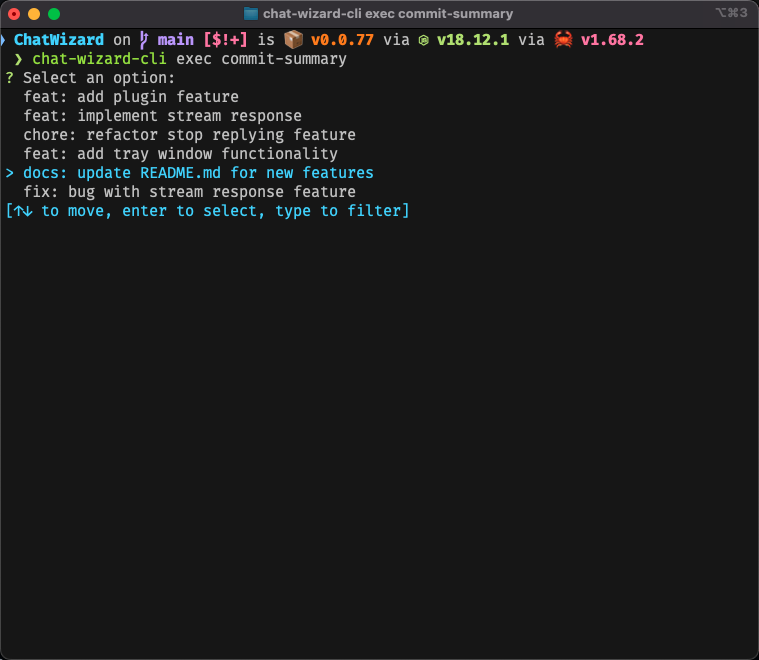 chat-wizard-cli exec commit-summary ⌥⌘3
ChatWizard on main [$!+] is 📦 v0.0.77 via v18.12.1 via 🦀 v1.68.2
❯ chat-wizard-cli exec commit-summary
? Select an option:
feat: add plugin feature
feat: implement stream response
chore: refactor stop replying feature
feat: add tray window functionality
> docs: update README.md for new features
fix: bug with stream response feature
[↑↓ to move, enter to select, type to filter]